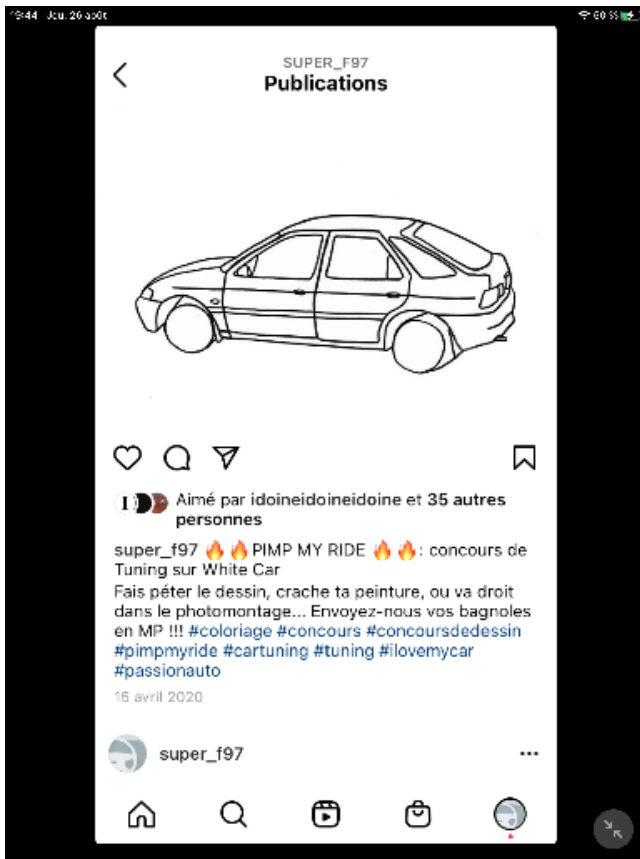 19:44 Jeu. 26 août
60 %
SUPER_F97
Publications
Aimé par idoineidoineidoine et 35 autres
personnes
super_f97 🔥🔥PIMP MY RIDE 🔥🔥: concours de
Tuning sur White Car
Fais péter le dessin, crache ta peinture, ou va droit
dans le photomontage... Envoyez-nous vos bagnoles
en MP !!! #coloriage #concours #concoursdedessin
#pimpmyride #cartuning #tuning #ilovemycar
#passionauto
15 avril 2020
super_f97